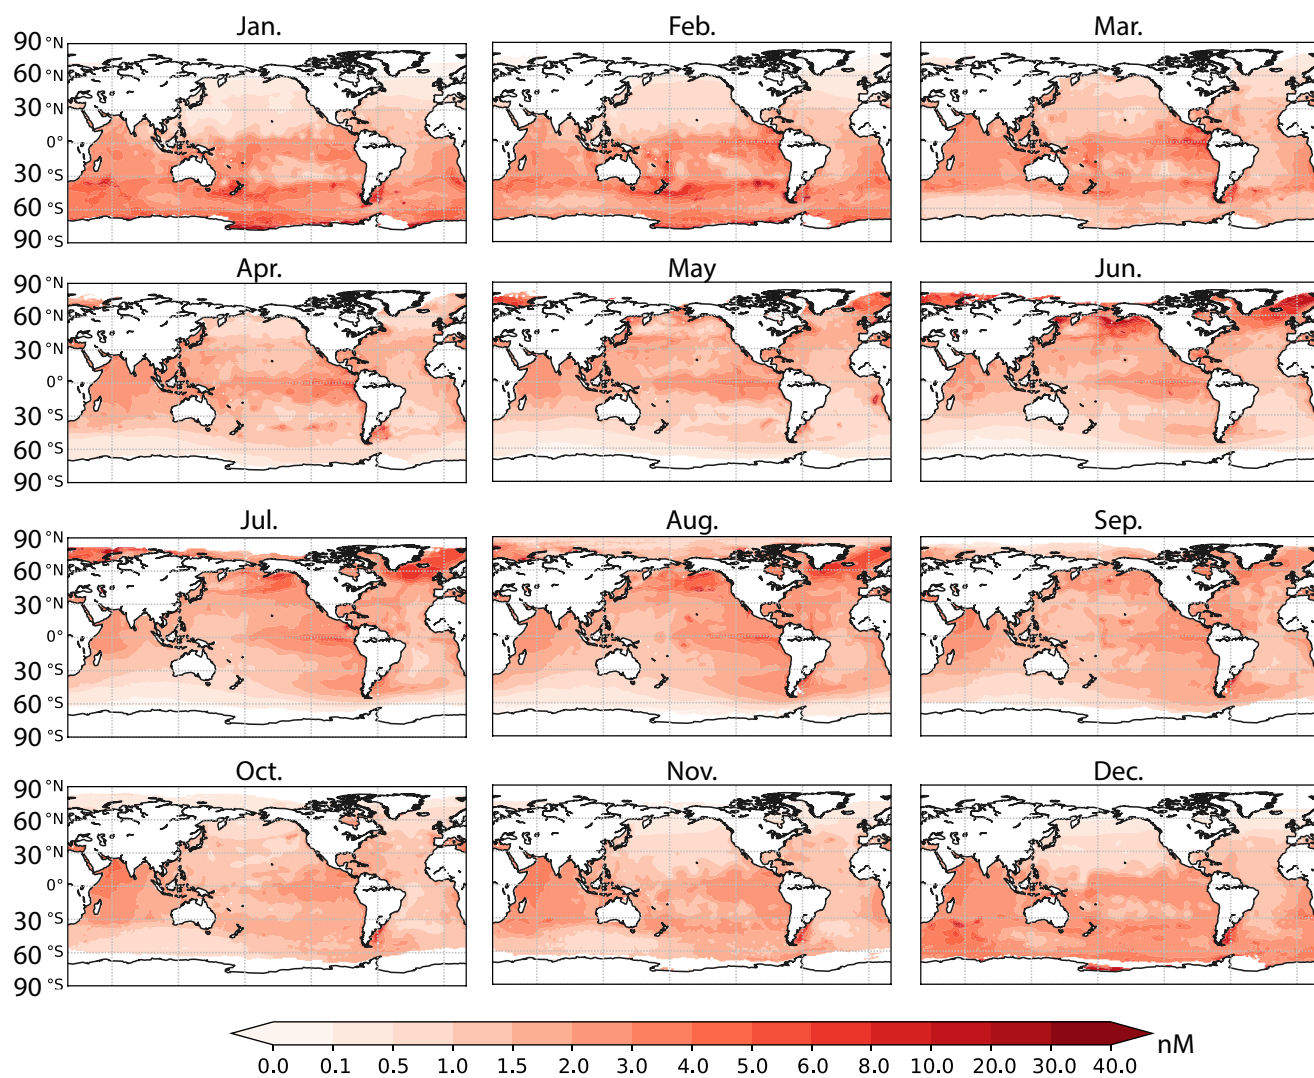 Jan. Feb. Mar.
90 °N
60 °N
30 °N
0°
30 °S
60 °S
90 °S
Apr. May Jun.
90 °N
60 °N
30 °N
0°
30 °S
60 °S
90 °S
Jul. Aug. Sep.
90 °N
60 °N
30 °N
0°
30 °S
60 °S
90 °S
Oct. Nov. Dec.
90 °N
60 °N
30 °N
0°
30 °S
60 °S
90 °S
nM
0.0 0.1 0.5 1.0 1.5 2.0 3.0 4.0 5.0 6.0 8.0 10.0 20.0 30.0 40.0